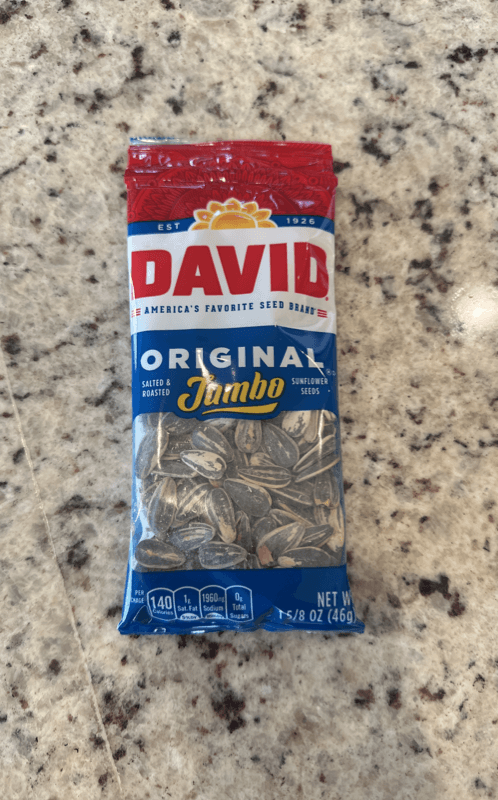 EST 1926
DAVID
AMERICA'S FAVORITE SEED BRAND
ORIGINAL
SALTED & ROASTED
Jumbo
SUNFLOWER SEEDS
PER
140 Calories
1g Sat. Fat
1960mg Sodium
0g Total Sugars
NET W
1 5/8 OZ (46g